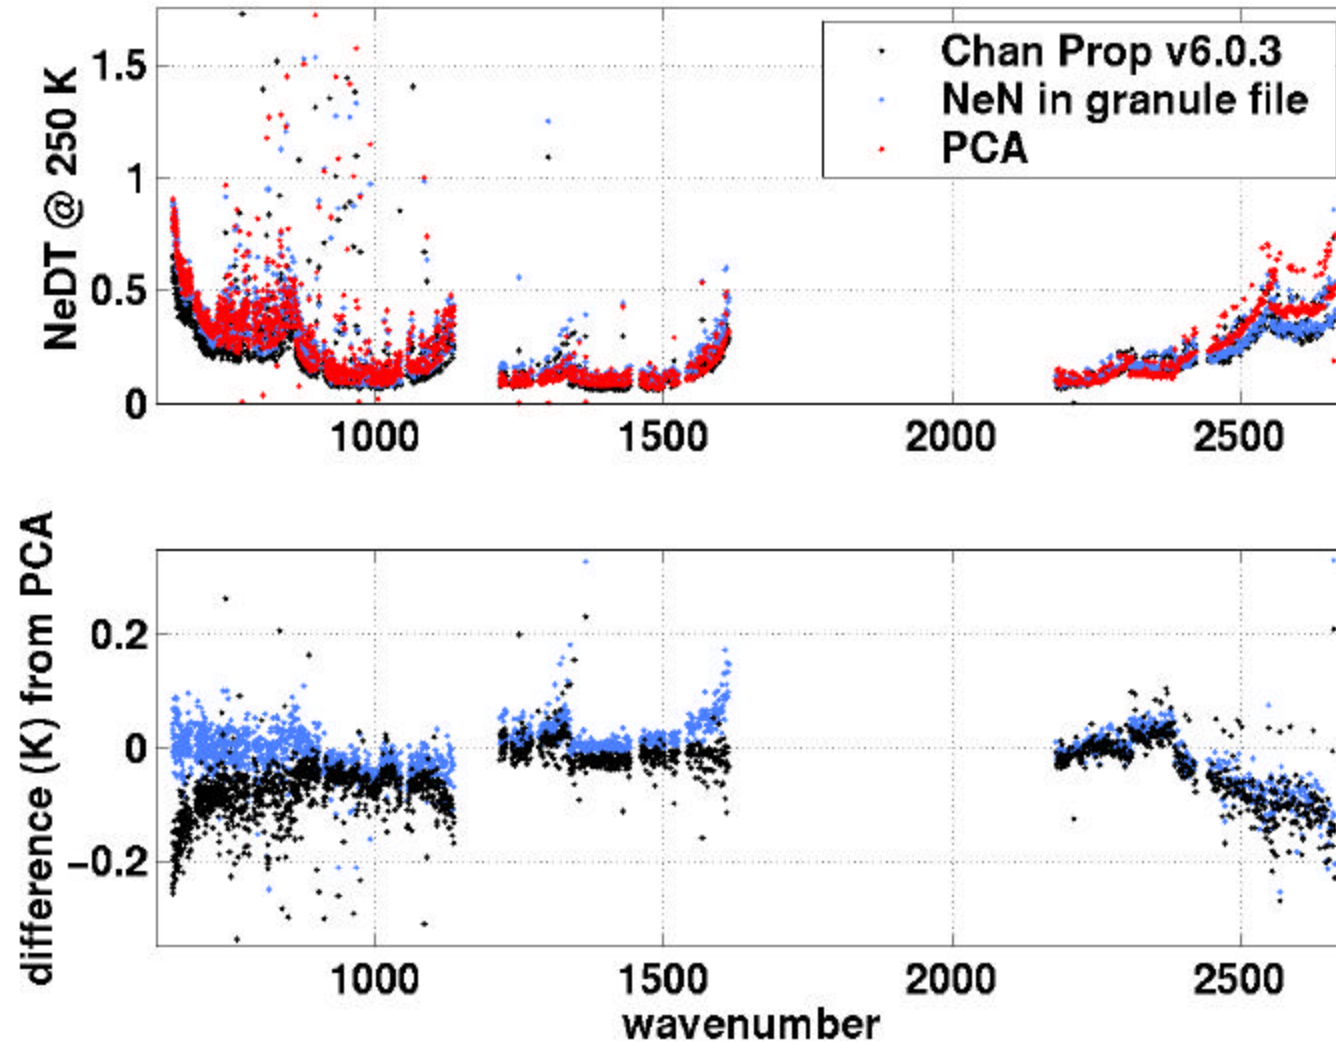 NeDT @ 250 K
1.5
1
0.5
0
Chan Prop v6.0.3
NeN in granule file
PCA
1000
1500
2000
2500
difference (K) from PCA
0.2
0
−0.2
1000
1500
2000
2500
wavenumber